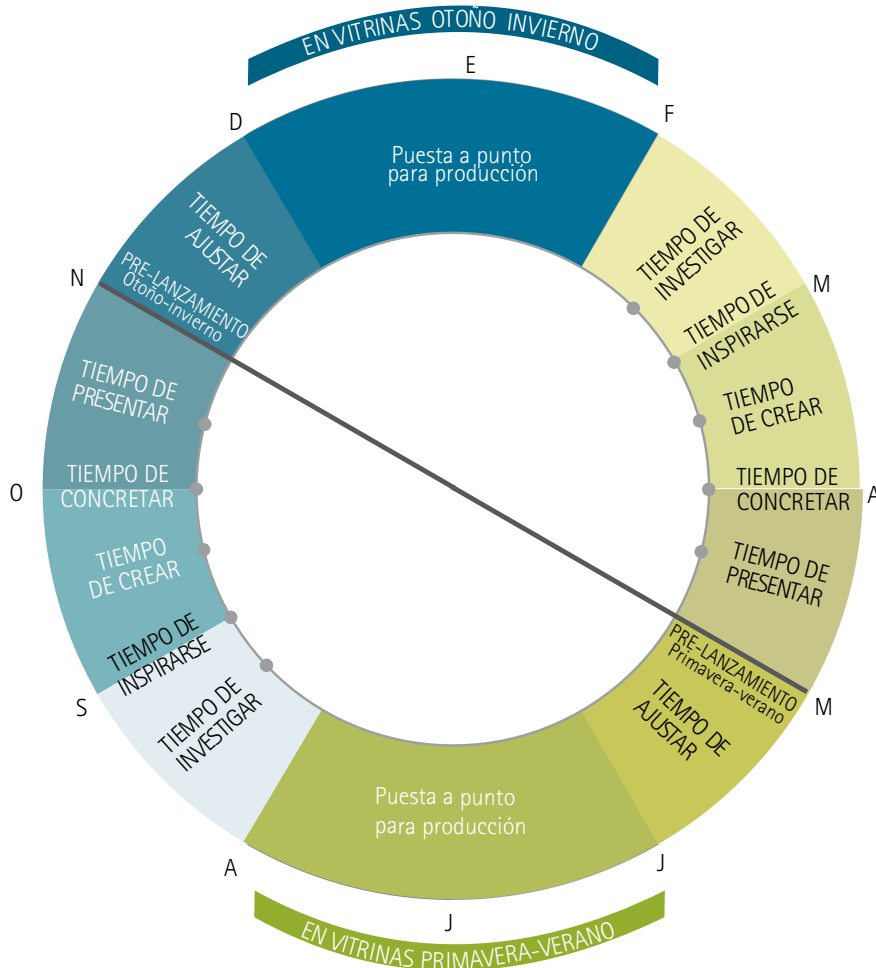 EN VITRINAS OTOÑO INVIERNO
E
D
F
Puesta a punto
para producción
TIEMPO DE
AJUSTAR
PRE-LANZAMIENTO
Otoño-invierno
TIEMPO DE
INVESTIGAR
N
M
TIEMPO DE
INSPIRARSE
TIEMPO DE
PRESENTAR
TIEMPO
DE CREAR
O
TIEMPO DE
CONCRETAR
TIEMPO DE
CONCRETAR
A
TIEMPO
DE CREAR
TIEMPO DE
PRESENTAR
TIEMPO DE
INSPIRARSE
PRE-LANZAMIENTO
Primavera-verano
S
M
TIEMPO DE
INVESTIGAR
TIEMPO DE
AJUSTAR
Puesta a punto
para producción
A
J
J
EN VITRINAS PRIMAVERA-VERANO